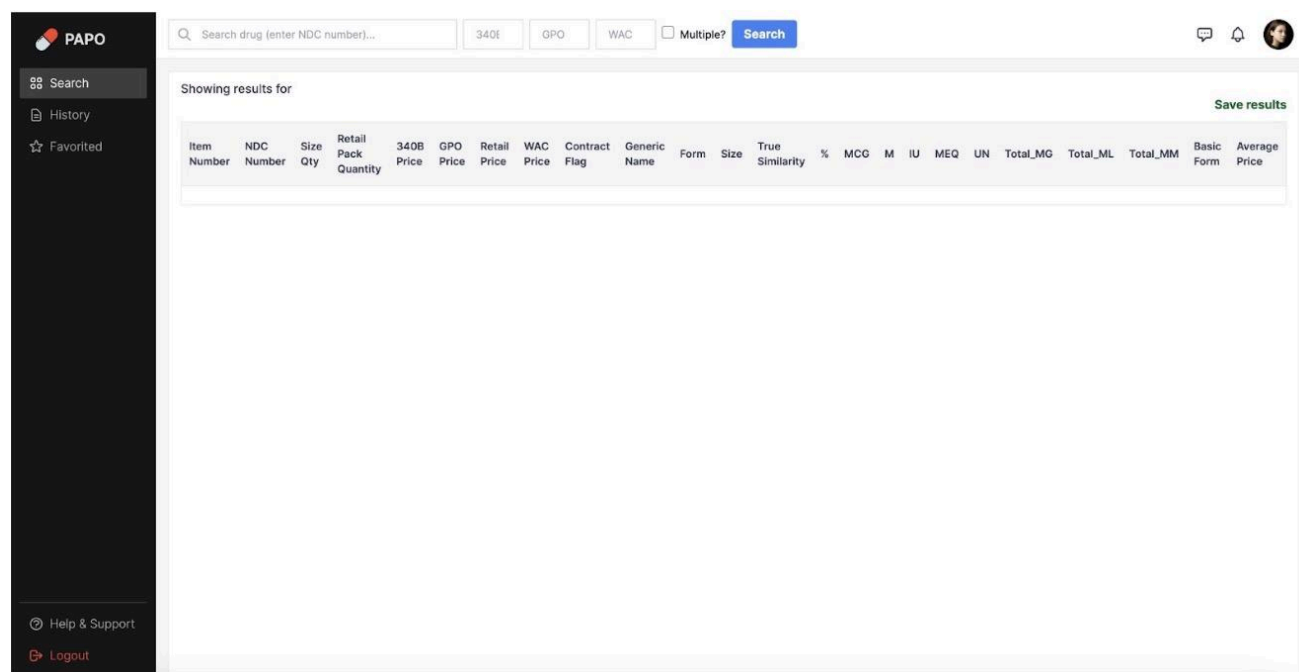 PAPO
Search
History
Favorited
Help & Support
Logout
Search drug (enter NDC number)...
340E
GPO
WAC
Multiple?
Search
Showing results for
Save results
Item Number
NDC Number
Size Qty
Retail Pack Quantity
340B Price
GPO Price
Retail Price
WAC Price
Contract Flag
Generic Name
Form
Size
True Similarity
%
MCG
M
IU
MEQ
UN
Total_MG
Total_ML
Total_MM
Basic Form
Average Price